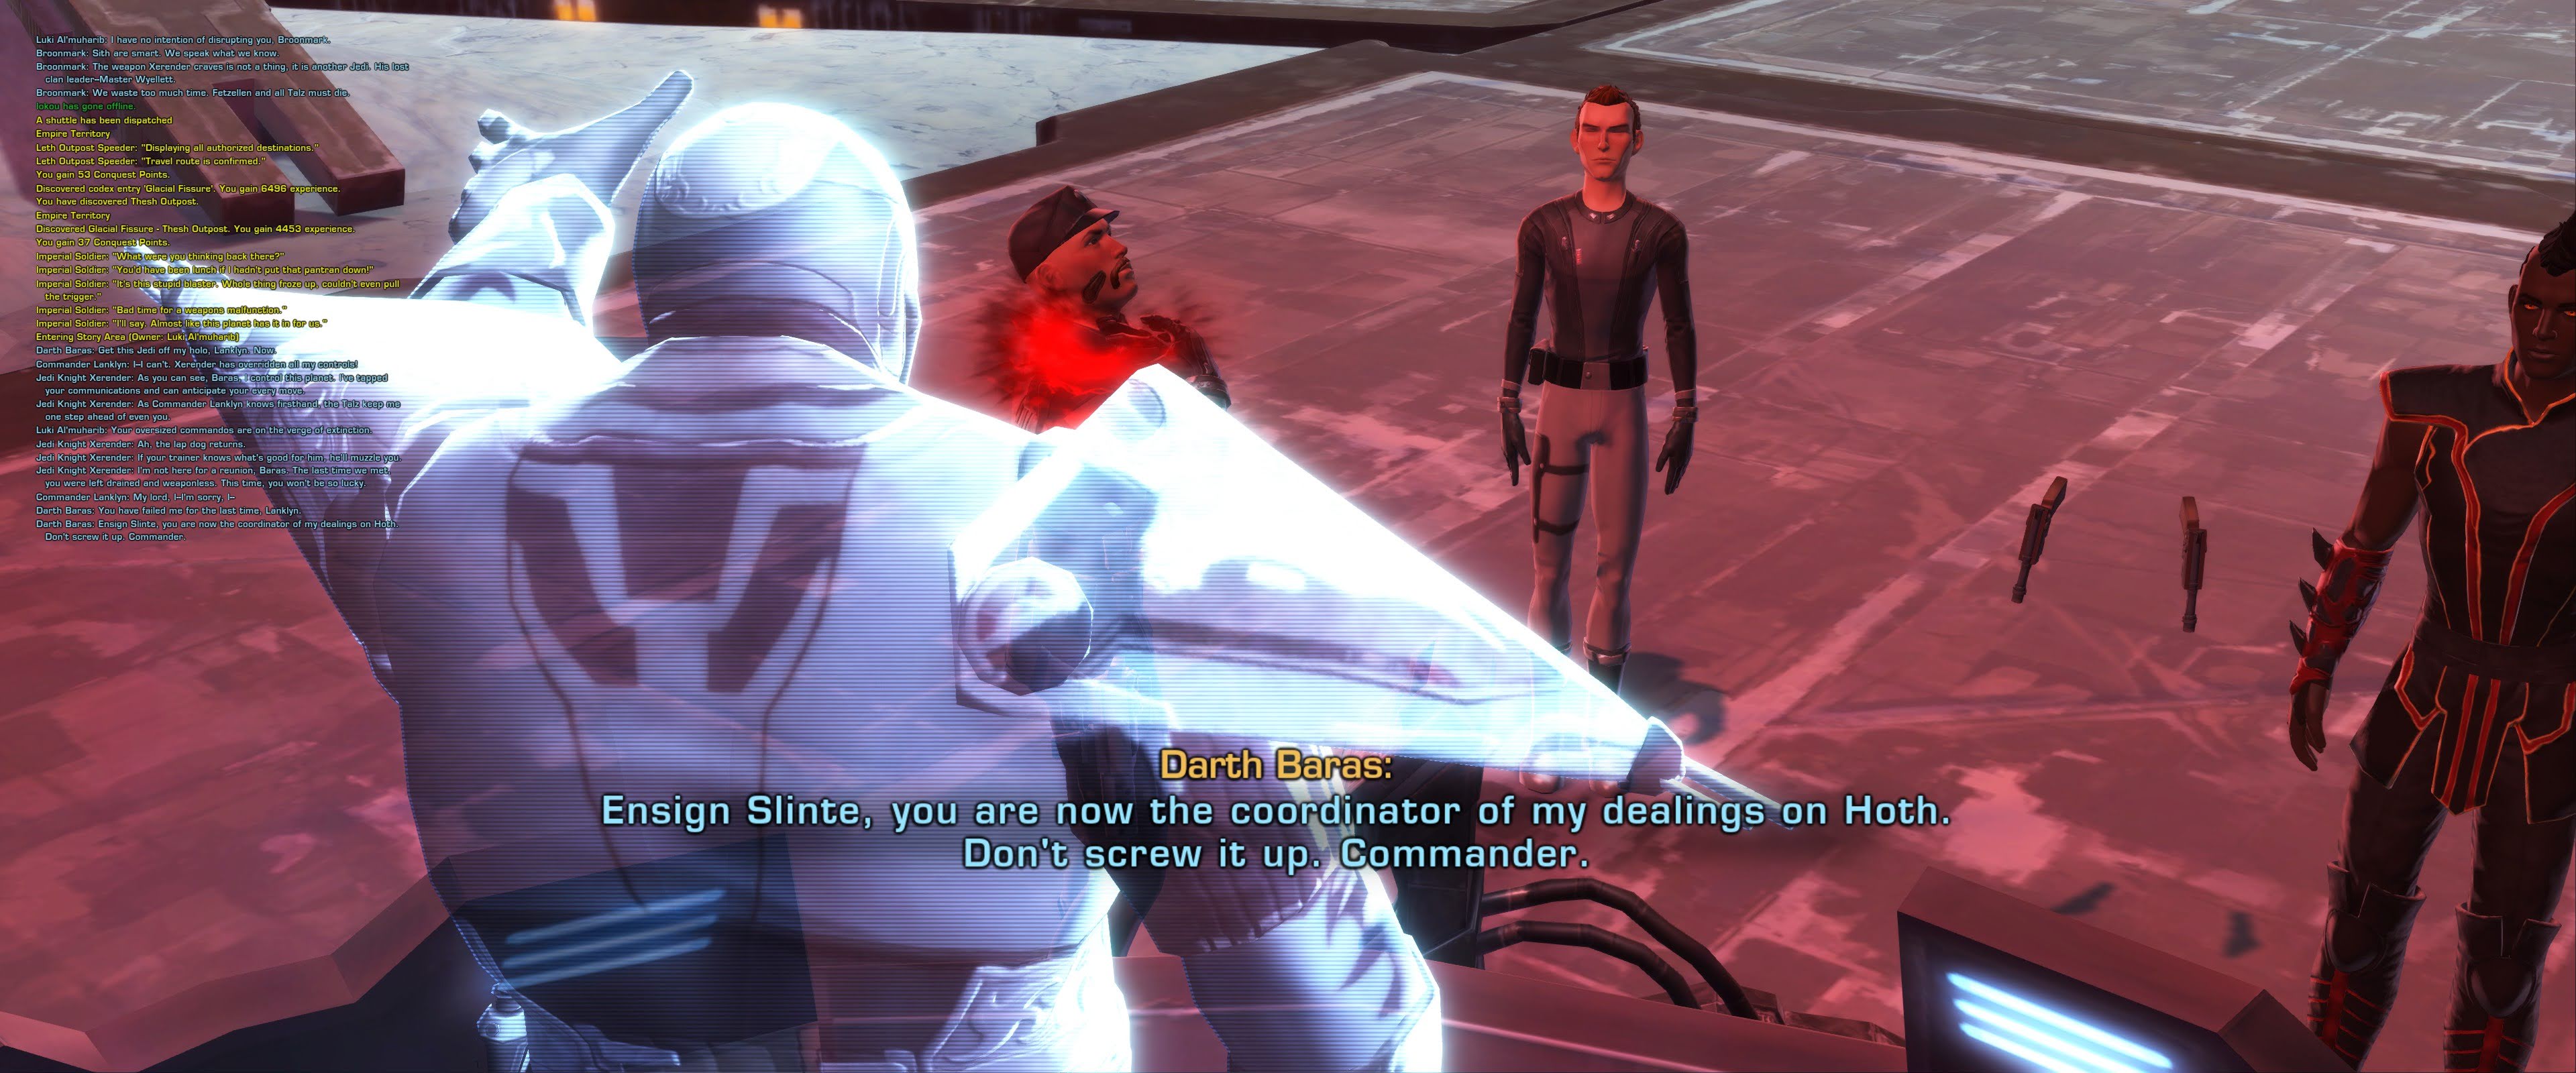 Luki Al'muharib: I have no intention of disrupting you, Broonmark.
Broonmark: Sith are smart. We speak what we know.
Broonmark: The weapon Xerender craves is not a thing, it is another Jedi. His lost
clan leader—Master Wyellett.
Broonmark: We waste too much time. Fetzellen and all Talz must die.
Iokou has gone offline.
A shuttle has been dispatched
Empire Territory
Leth Outpost Speeder: "Displaying all authorized destinations."
Leth Outpost Speeder: "Travel route is confirmed."
You gain 53 Conquest Points.
Discovered codex entry 'Glacial Fissure'. You gain 6496 experience.
You have discovered Thesh Outpost.
Empire Territory
Discovered Glacial Fissure - Thesh Outpost. You gain 4453 experience.
You gain 37 Conquest Points.
Imperial Soldier: "What were you thinking back there?"
Imperial Soldier: "You'd have been lunch if I hadn't put that pantran down!"
Imperial Soldier: "It's this stupid blaster. Whole thing froze up, couldn't even pull
the trigger."
Imperial Soldier: "Bad time for a weapons malfunction."
Imperial Soldier: "I'll say. Almost like this planet has it in for us."
Entering Story Area (Owner: Luki Al'muharib)
Darth Baras: Get this Jedi off my holo, Lanklyn. Now.
Commander Lanklyn: I—I can't. Xerender has overridden all my controls!
Jedi Knight Xerender: As you can see, Baras, I control this planet. I've tapped
your communications and can anticipate your every move.
Jedi Knight Xerender: As Commander Lanklyn knows firsthand, the Talz keep me
one step ahead of even you.
Luki Al'muharib: Your oversized commandos are on the verge of extinction.
Jedi Knight Xerender: Ah, the lap dog returns.
Jedi Knight Xerender: If your trainer knows what's good for him, he'll muzzle you.
Jedi Knight Xerender: I'm not here for a reunion, Baras. The last time we met,
you were left drained and weaponless. This time, you won't be so lucky.
Commander Lanklyn: My lord, I—I'm sorry, I—
Darth Baras: You have failed me for the last time, Lanklyn.
Darth Baras: Ensign Slinte, you are now the coordinator of my dealings on Hoth.
Don't screw it up. Commander.
Darth Baras:
Ensign Slinte, you are now the coordinator of my dealings on Hoth.
Don't screw it up. Commander.